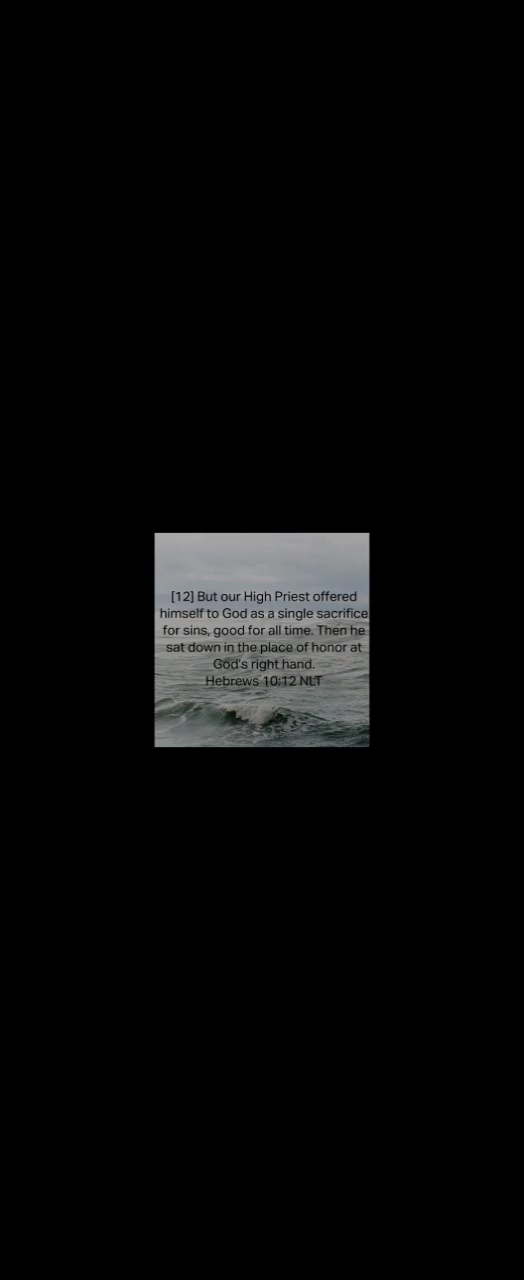 [12] But our High Priest offered
himself to God as a single sacrifice
for sins, good for all time. Then he
sat down in the place of honor at
God's right hand.
Hebrews 10:12 NLT